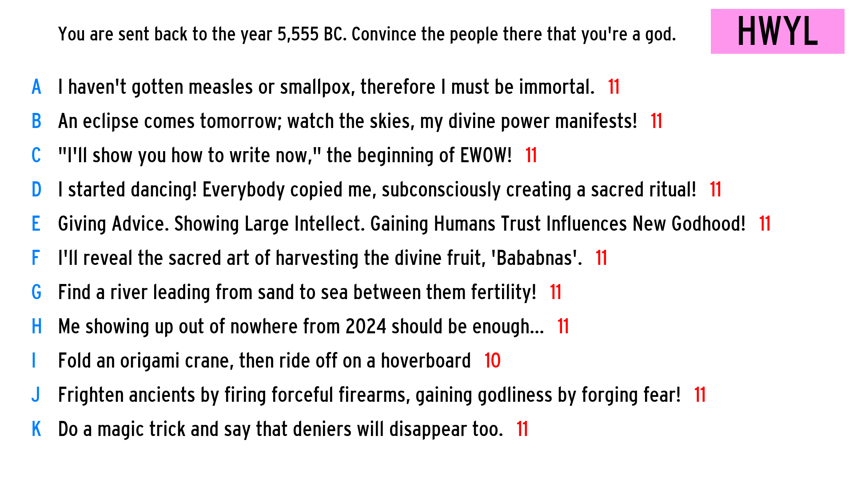 You are sent back to the year 5,555 BC. Convince the people there that you're a god.
HWYL
A I haven't gotten measles or smallpox, therefore I must be immortal. 11
B An eclipse comes tomorrow; watch the skies, my divine power manifests! 11
C "I'll show you how to write now," the beginning of EWOW! 11
D I started dancing! Everybody copied me, subconsciously creating a sacred ritual! 11
E Giving Advice. Showing Large Intellect. Gaining Humans Trust Influences New Godhood! 11
F I'll reveal the sacred art of harvesting the divine fruit, 'Bababnas'. 11
G Find a river leading from sand to sea between them fertility! 11
H Me showing up out of nowhere from 2024 should be enough... 11
I Fold an origami crane, then ride off on a hoverboard 10
J Frighten ancients by firing forceful firearms, gaining godliness by forging fear! 11
K Do a magic trick and say that deniers will disappear too. 11